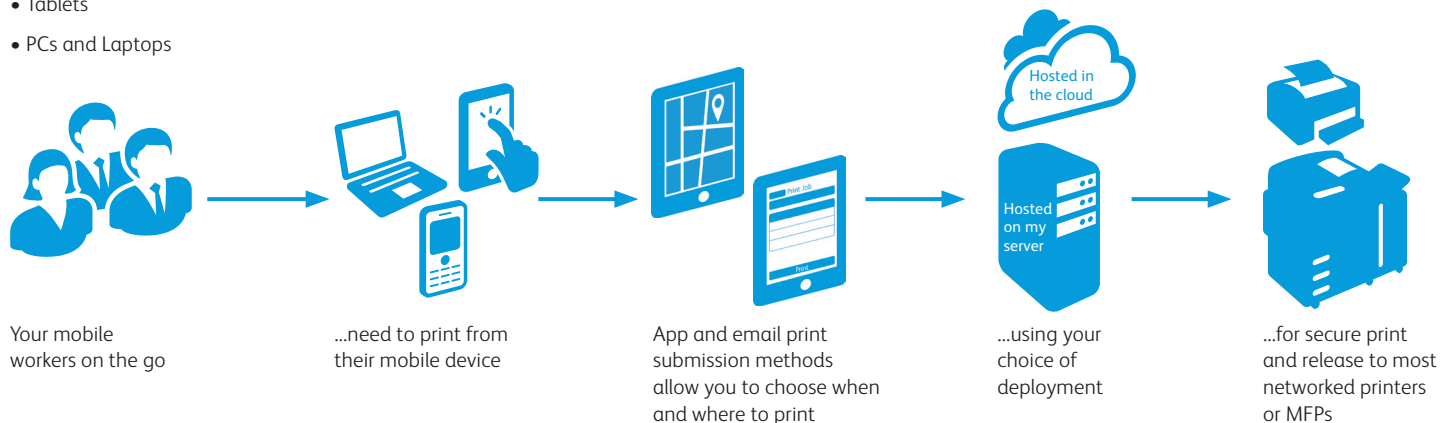 • Tablets
• PCs and Laptops
Hosted in
the cloud
Print Job
Print
Hosted
on my
server
Your mobile
workers on the go
...need to print from
their mobile device
App and email print
submission methods
allow you to choose when
and where to print
...using your
choice of
deployment
...for secure print
and release to most
networked printers
or MFPs